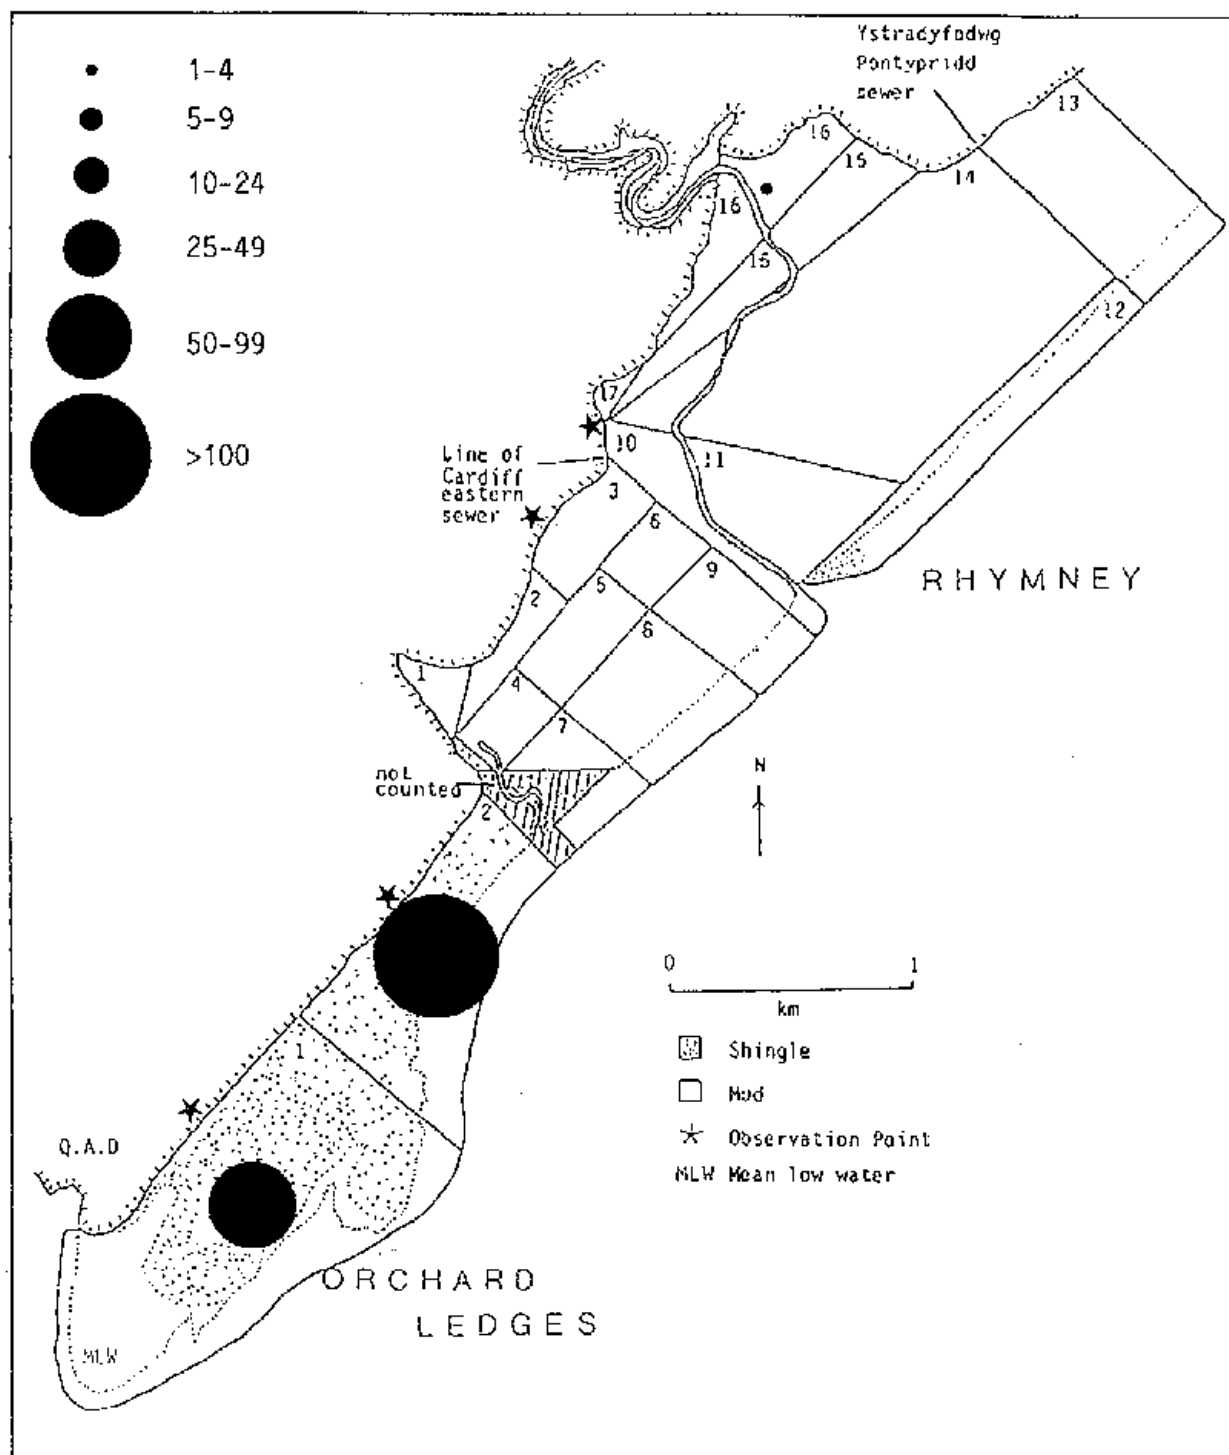 Ystradyfodwg
Pontypridd
sewer
1-4
5-9
10-24
25-49
50-99
>100
13
16
15
14
16
15
12
17
10
11
Line of
Cardiff
eastern
sewer
3
6
9
5
2
8
RHYMNEY
1
4
7
not
counted
2
N
0 1
km
Shingle
Mud
Observation Point
MLW Mean low water
1
Q.A.D
ORCHARD
LEDGES
MLW